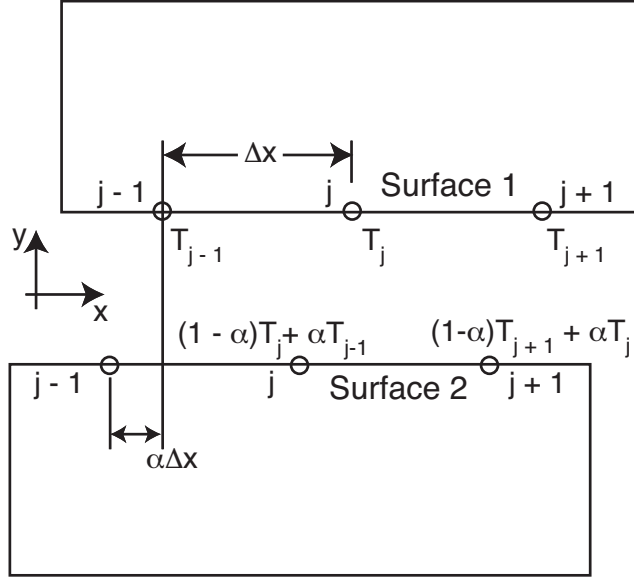 Δx
j - 1
j
Surface 1
j + 1
T_{j - 1}
T_j
T_{j + 1}
y
x
(1 - α)T_j + αT_{j-1}
(1-α)T_{j + 1} + αT_j
j - 1
j
Surface 2
j + 1
αΔx